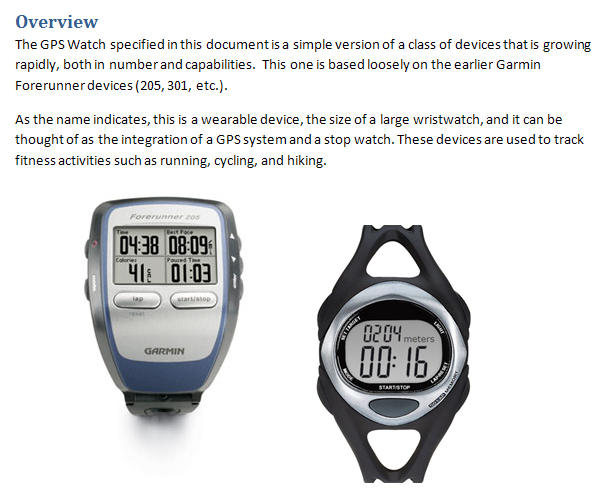 Overview
The GPS Watch specified in this document is a simple version of a class of devices that is growing
rapidly, both in number and capabilities. This one is based loosely on the earlier Garmin
Forerunner devices (205, 301, etc.).
As the name indicates, this is a wearable device, the size of a large wristwatch, and it can be
thought of as the integration of a GPS system and a stop watch. These devices are used to track
fitness activities such as running, cycling, and hiking.
Forerunner 205
Time Best Pace
04:38 08:09
Calories Paused Time
41 01:03
lap start/stop
reset
GARMIN
SET TARGET LIGHT
0204 meters
00:16
MODE
START/STOP